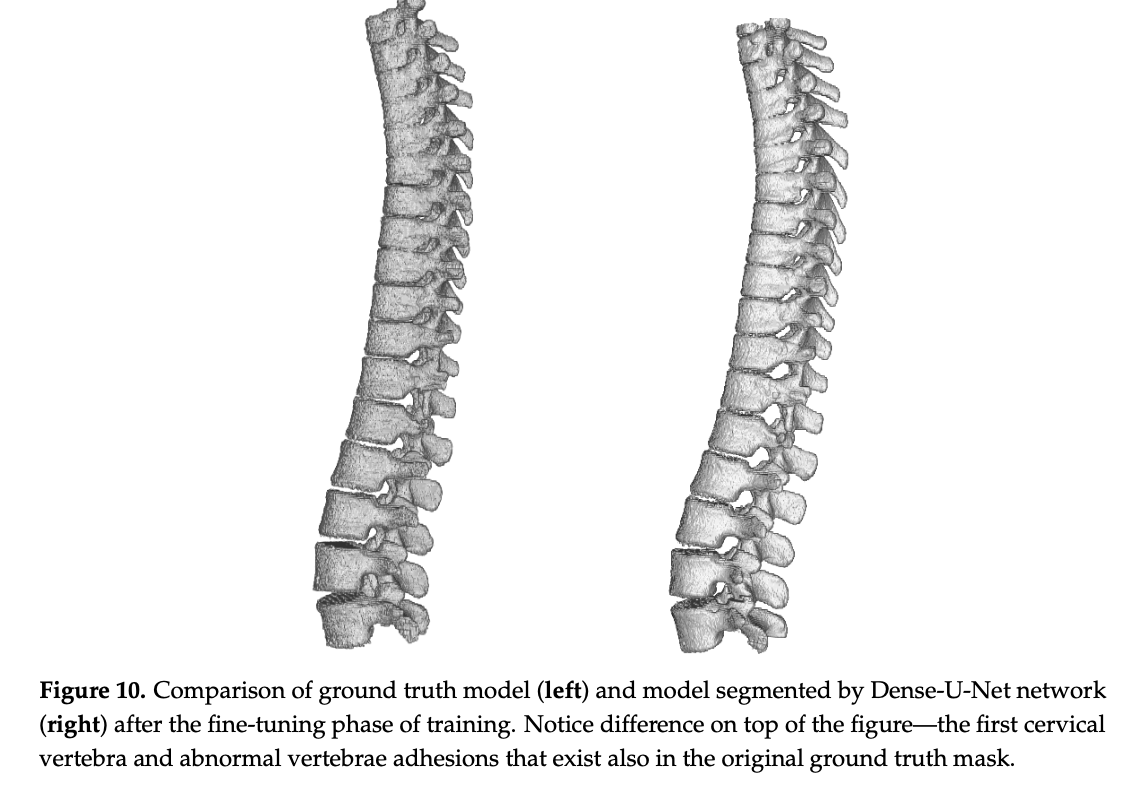 Figure 10. Comparison of ground truth model (left) and model segmented by Dense-U-Net network
(right) after the fine-tuning phase of training. Notice difference on top of the figure—the first cervical
vertebra and abnormal vertebrae adhesions that exist also in the original ground truth mask.